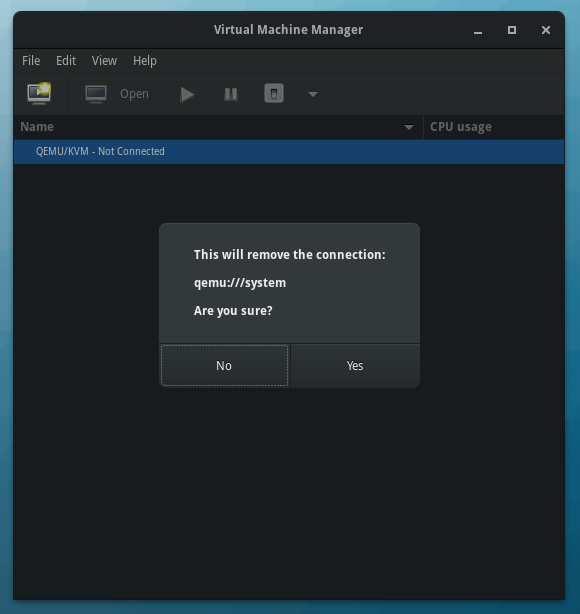 Virtual Machine Manager
File Edit View Help
Open
Name CPU usage
QEMU/KVM - Not Connected
This will remove the connection:
qemu:///system
Are you sure?
No Yes